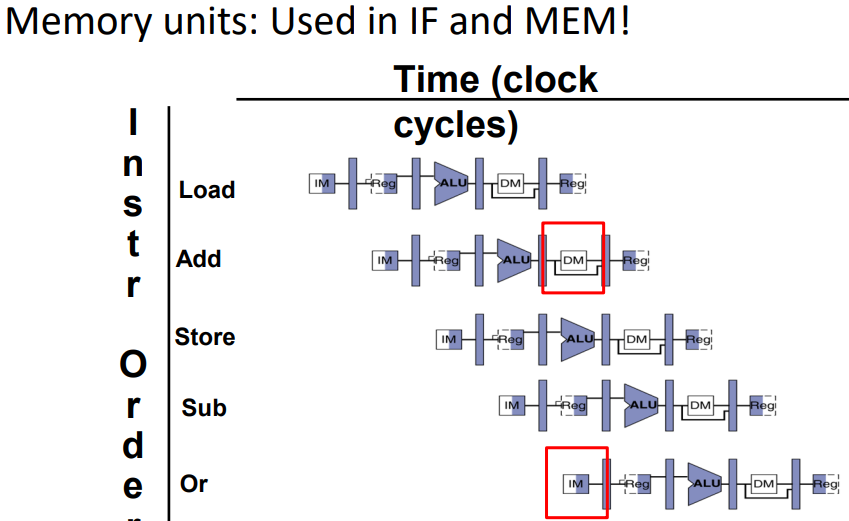 Memory units: Used in IF and MEM!
Time (clock
cycles)
Instr Order
Load
IM Reg ALU DM Reg
Add
IM Reg ALU DM Reg
Store
IM Reg ALU DM Reg
Sub
IM Reg ALU DM Reg
Or
IM Reg ALU DM Reg